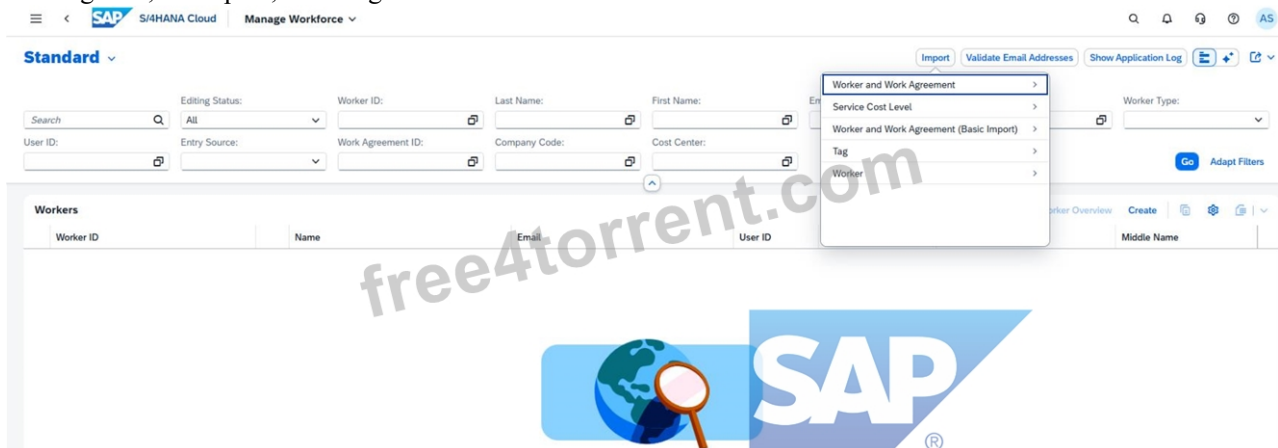 SAP S/4HANA Cloud Manage Workforce
AS
Standard
Import Validate Email Addresses Show Application Log
Worker and Work Agreement
Service Cost Level
Worker and Work Agreement (Basic Import)
Tag
Worker
Editing Status: Worker ID: Last Name: First Name: Worker Type:
Search All
User ID: Entry Source: Work Agreement ID: Company Code: Cost Center:
Go Adapt Filters
Workers
Overview Create
Worker ID Name Email User ID Middle Name
free4torrent.com
SAP
®